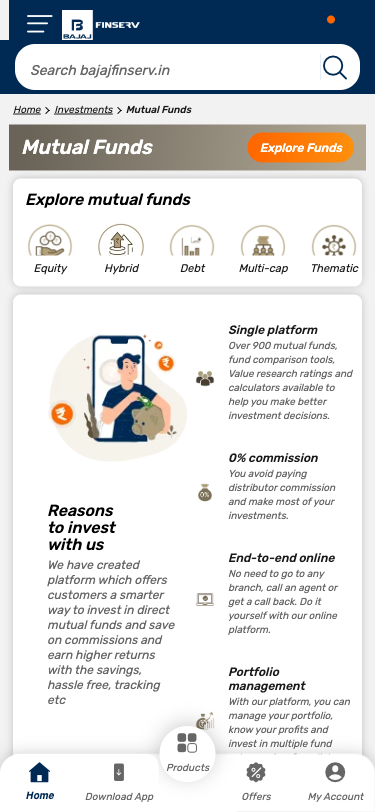 B
BAJAJ FINSERV
Search bajajfinserv.in
Home > Investments > Mutual Funds
Mutual Funds
Explore Funds
Explore mutual funds
Equity Hybrid Debt Multi-cap Thematic
Reasons
to invest
with us
We have created
platform which offers
customers a smarter
way to invest in direct
mutual funds and save
on commissions and
earn higher returns
with the savings,
hassle free, tracking
etc
Single platform
Over 900 mutual funds,
fund comparison tools,
Value research ratings and
calculators available to
help you make better
investment decisions.
0%
0% commission
You avoid paying
distributor commission
and make most of your
investments.
End-to-end online
No need to go to any
branch, call an agent or
get a call back. Do it
yourself with our online
platform.
Portfolio
management
With our platform, you can
manage your portfolio,
know your profits and
invest in multiple fund
Home Download App Products Offers My Account